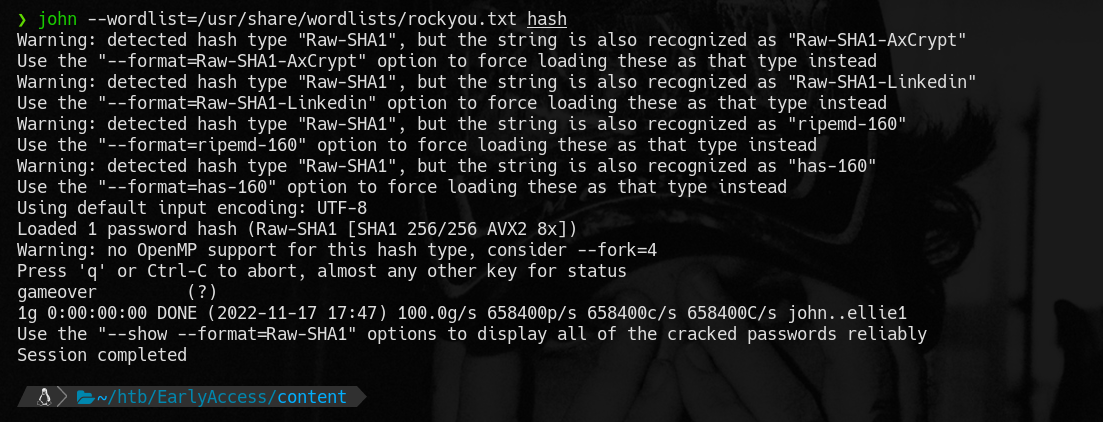 ❯ john --wordlist=/usr/share/wordlists/rockyou.txt hash
Warning: detected hash type "Raw-SHA1", but the string is also recognized as "Raw-SHA1-AxCrypt"
Use the "--format=Raw-SHA1-AxCrypt" option to force loading these as that type instead
Warning: detected hash type "Raw-SHA1", but the string is also recognized as "Raw-SHA1-Linkedin"
Use the "--format=Raw-SHA1-Linkedin" option to force loading these as that type instead
Warning: detected hash type "Raw-SHA1", but the string is also recognized as "ripemd-160"
Use the "--format=ripemd-160" option to force loading these as that type instead
Warning: detected hash type "Raw-SHA1", but the string is also recognized as "has-160"
Use the "--format=has-160" option to force loading these as that type instead
Using default input encoding: UTF-8
Loaded 1 password hash (Raw-SHA1 [SHA1 256/256 AVX2 8x])
Warning: no OpenMP support for this hash type, consider --fork=4
Press 'q' or Ctrl-C to abort, almost any other key for status
gameover         (?)
1g 0:00:00:00 DONE (2022-11-17 17:47) 100.0g/s 658400p/s 658400c/s 658400C/s john..ellie1
Use the "--show --format=Raw-SHA1" options to display all of the cracked passwords reliably
Session completed
~/htb/EarlyAccess/content